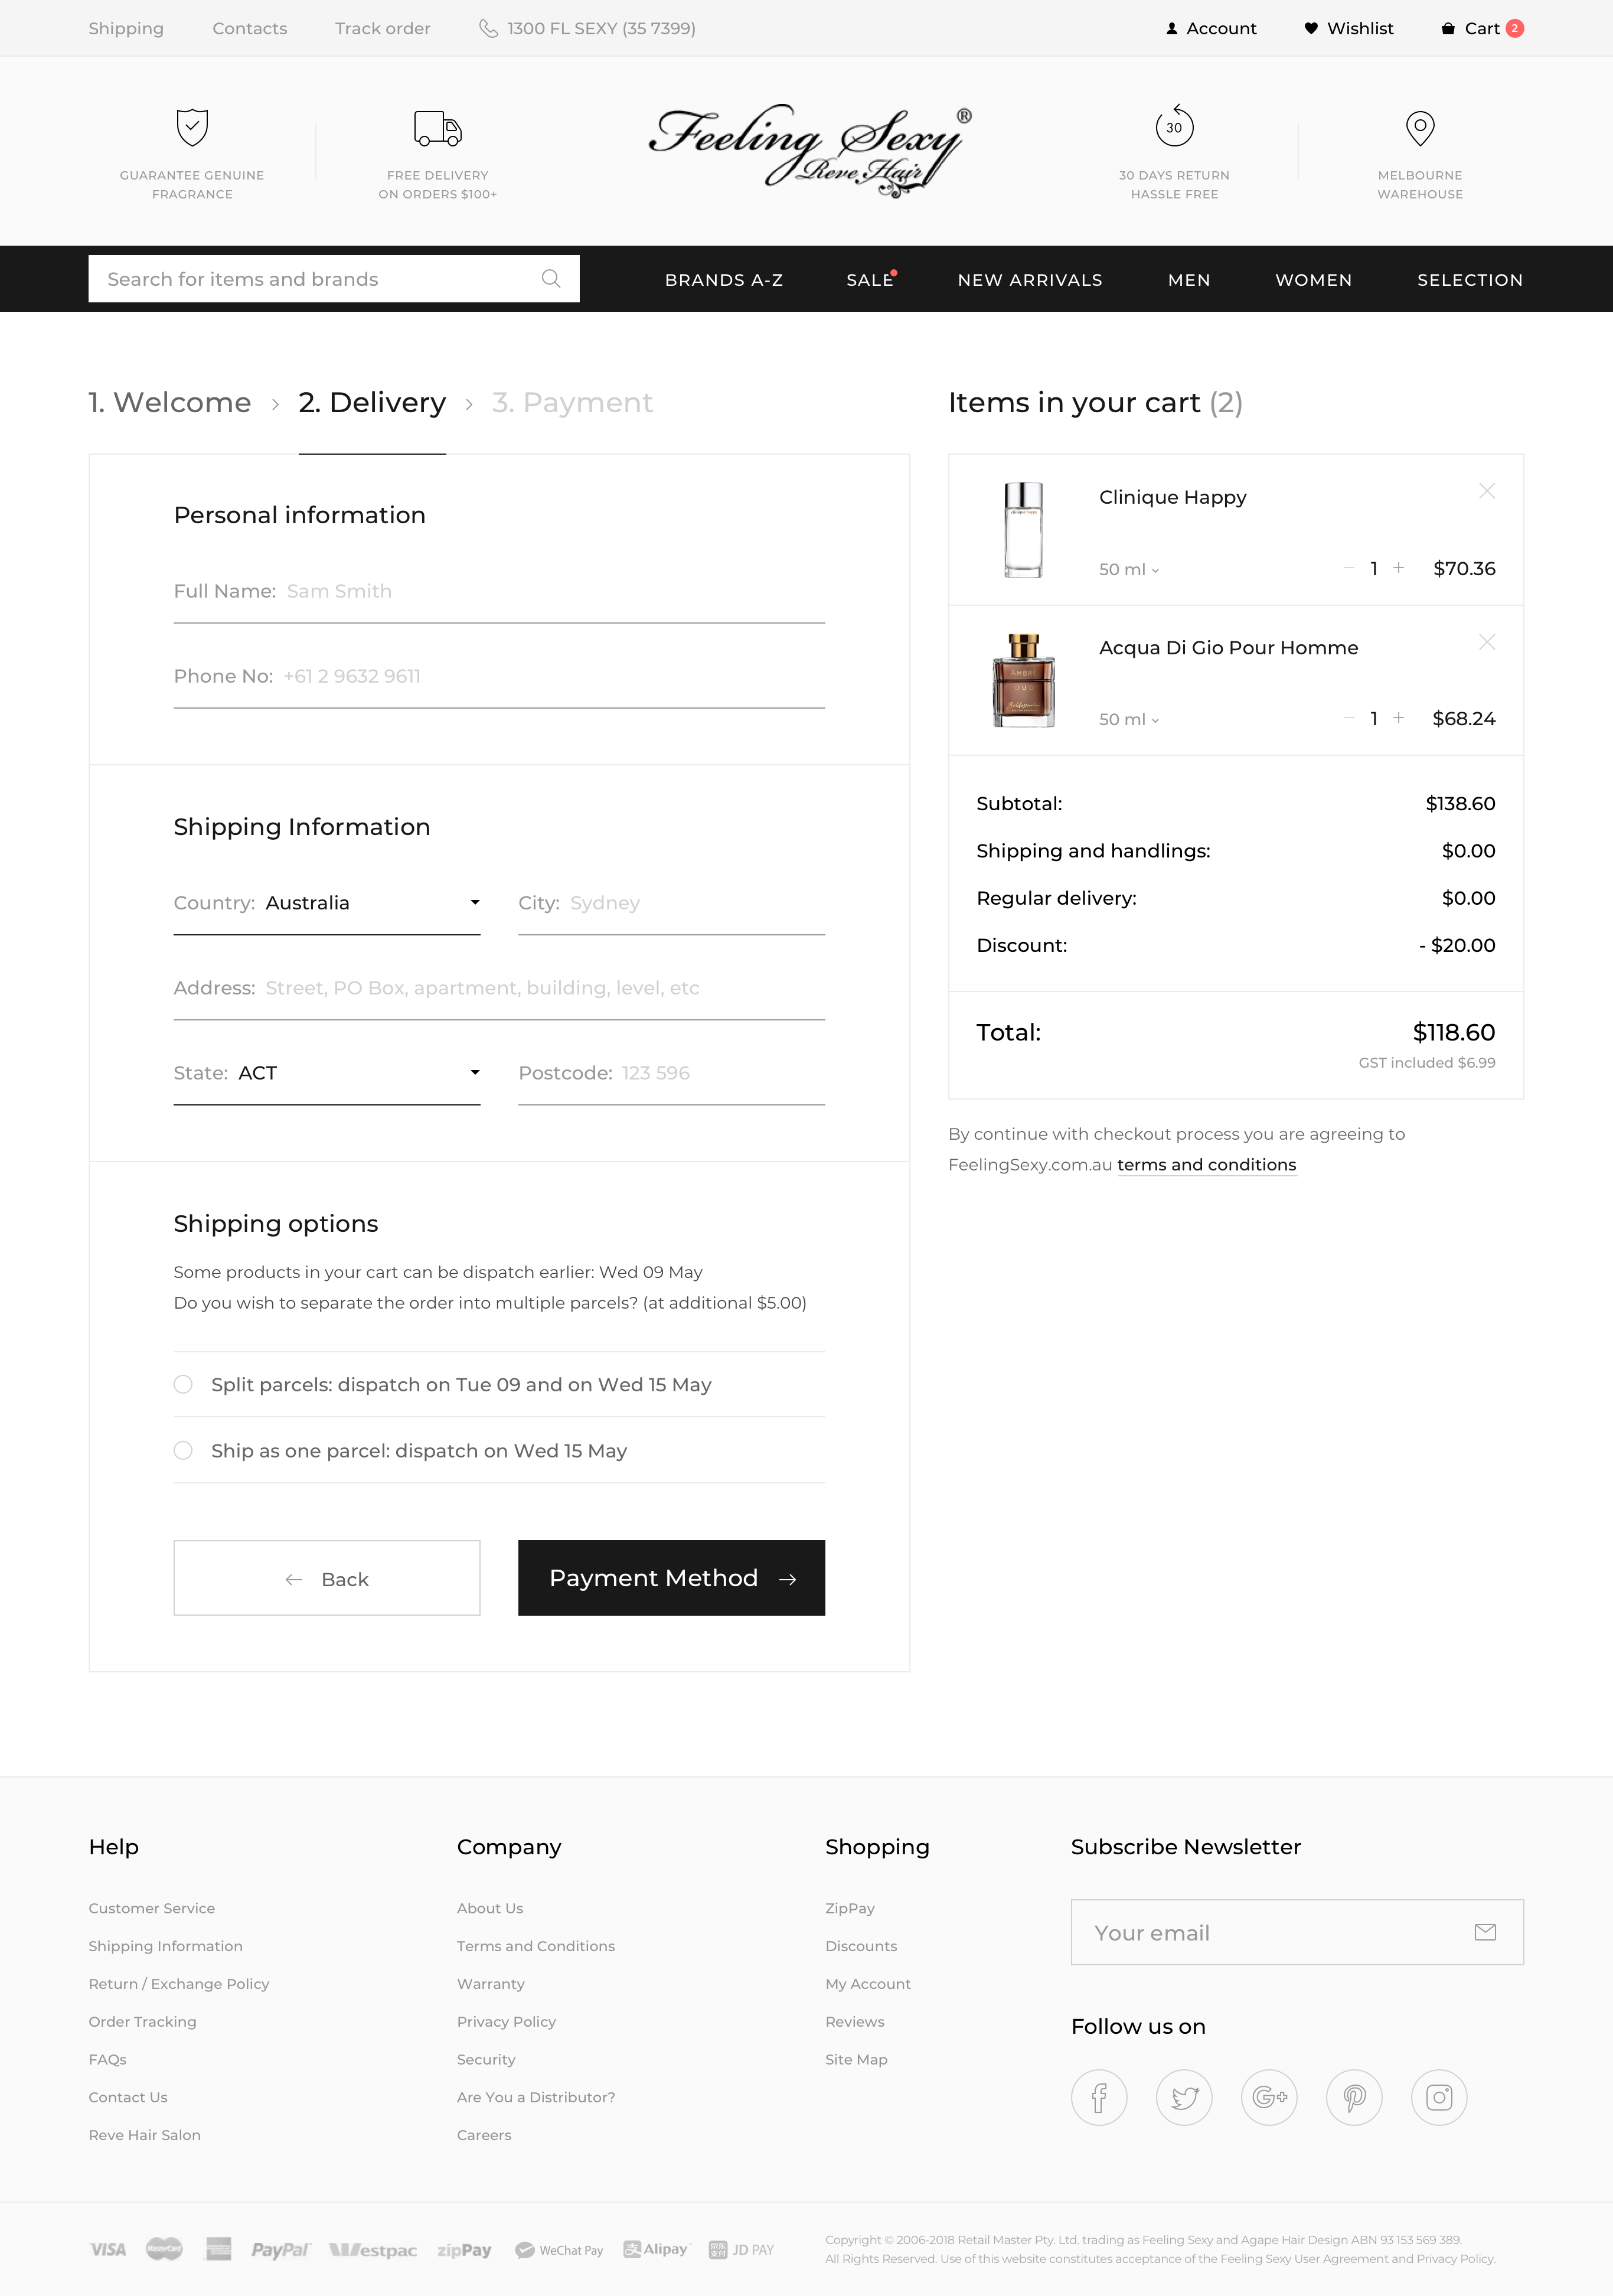 Shipping
Contacts
Track order
1300 FL SEXY (35 7399)
Account
Wishlist
Cart 2
GUARANTEE GENUINE
FRAGRANCE
FREE DELIVERY
ON ORDERS $100+
Feeling Sexy ®
Reve Hair
30
30 DAYS RETURN
HASSLE FREE
MELBOURNE
WAREHOUSE
Search for items and brands
BRANDS A-Z
SALE
NEW ARRIVALS
MEN
WOMEN
SELECTION
1. Welcome
2. Delivery
3. Payment
Personal information
Full Name: Sam Smith
Phone No: +61 2 9632 9611
Shipping Information
Country: Australia
City: Sydney
Address: Street, PO Box, apartment, building, level, etc
State: ACT
Postcode: 123 596
Shipping options
Some products in your cart can be dispatch earlier: Wed 09 May
Do you wish to separate the order into multiple parcels? (at additional $5.00)
Split parcels: dispatch on Tue 09 and on Wed 15 May
Ship as one parcel: dispatch on Wed 15 May
Back
Payment Method
Items in your cart (2)
clinique happy
Clinique Happy
50 ml
1
$70.36
AMBRE
OUD
Acqua Di Gio Pour Homme
50 ml
1
$68.24
Subtotal: $138.60
Shipping and handlings: $0.00
Regular delivery: $0.00
Discount: - $20.00
Total: $118.60
GST included $6.99
By continue with checkout process you are agreeing to
FeelingSexy.com.au terms and conditions
Help
Customer Service
Shipping Information
Return / Exchange Policy
Order Tracking
FAQs
Contact Us
Reve Hair Salon
Company
About Us
Terms and Conditions
Warranty
Privacy Policy
Security
Are You a Distributor?
Careers
Shopping
ZipPay
Discounts
My Account
Reviews
Site Map
Subscribe Newsletter
Your email
Follow us on
VISA
MasterCard
PayPal
Westpac
zipPay
WeChat Pay
支 Alipay
京东支付 JD PAY
Copyright © 2006-2018 Retail Master Pty. Ltd. trading as Feeling Sexy and Agape Hair Design ABN 93 153 569 389.
All Rights Reserved. Use of this website constitutes acceptance of the Feeling Sexy User Agreement and Privacy Policy.